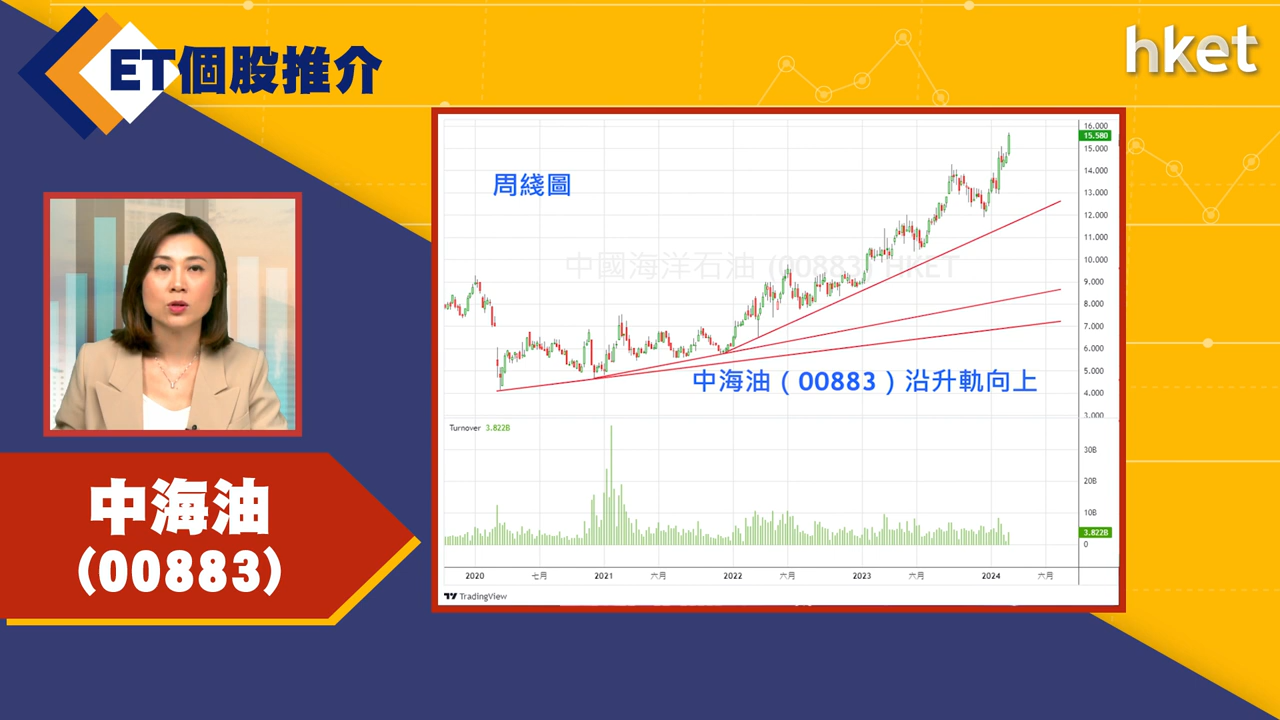 ET個股推介
hket
周綫圖
中國海洋石油 (00883) HKET
中海油（00883）沿升軌向上
16.000
15.580
15.000
14.000
13.000
12.000
11.000
10.000
9.000
8.000
7.000
6.000
5.000
4.000
3.000
Turnover 3.822B
30B
20B
10B
3.822B
0
2020 七月 2021 六月 2022 六月 2023 六月 2024 六月
TradingView
中海油
(00883)